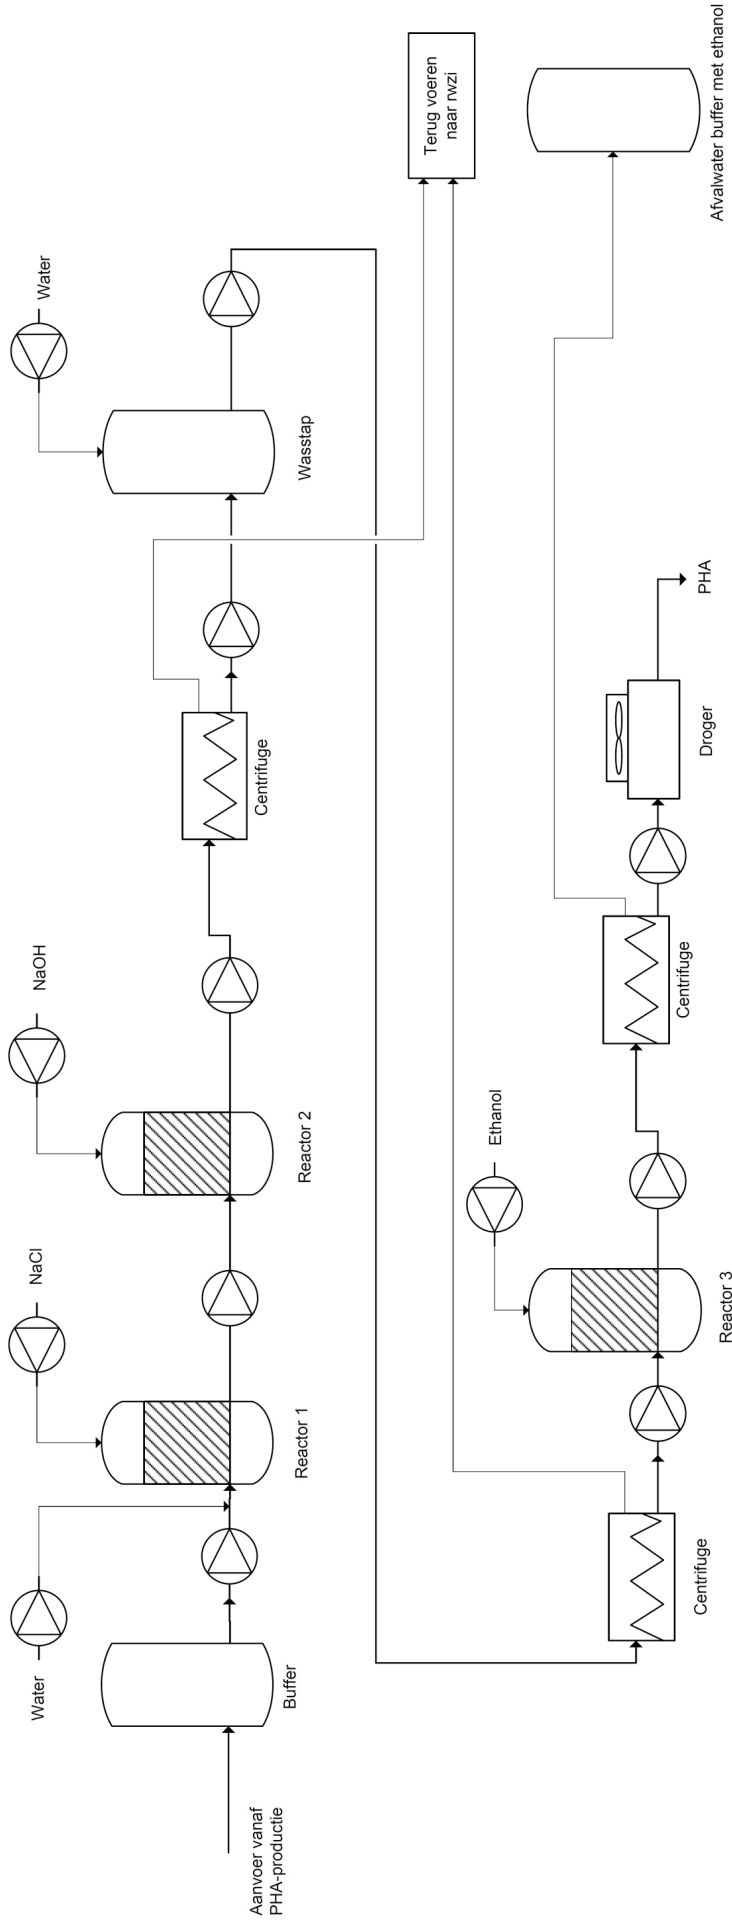 Aanvoer vanaf
PHA-productie
Buffer
Water
Reactor 1
NaCl
Reactor 2
NaOH
Centrifuge
Wasstap
Water
Terug voeren
naar rwzi
Centrifuge
Reactor 3
Ethanol
Centrifuge
Droger
PHA
Afvalwater buffer met ethanol